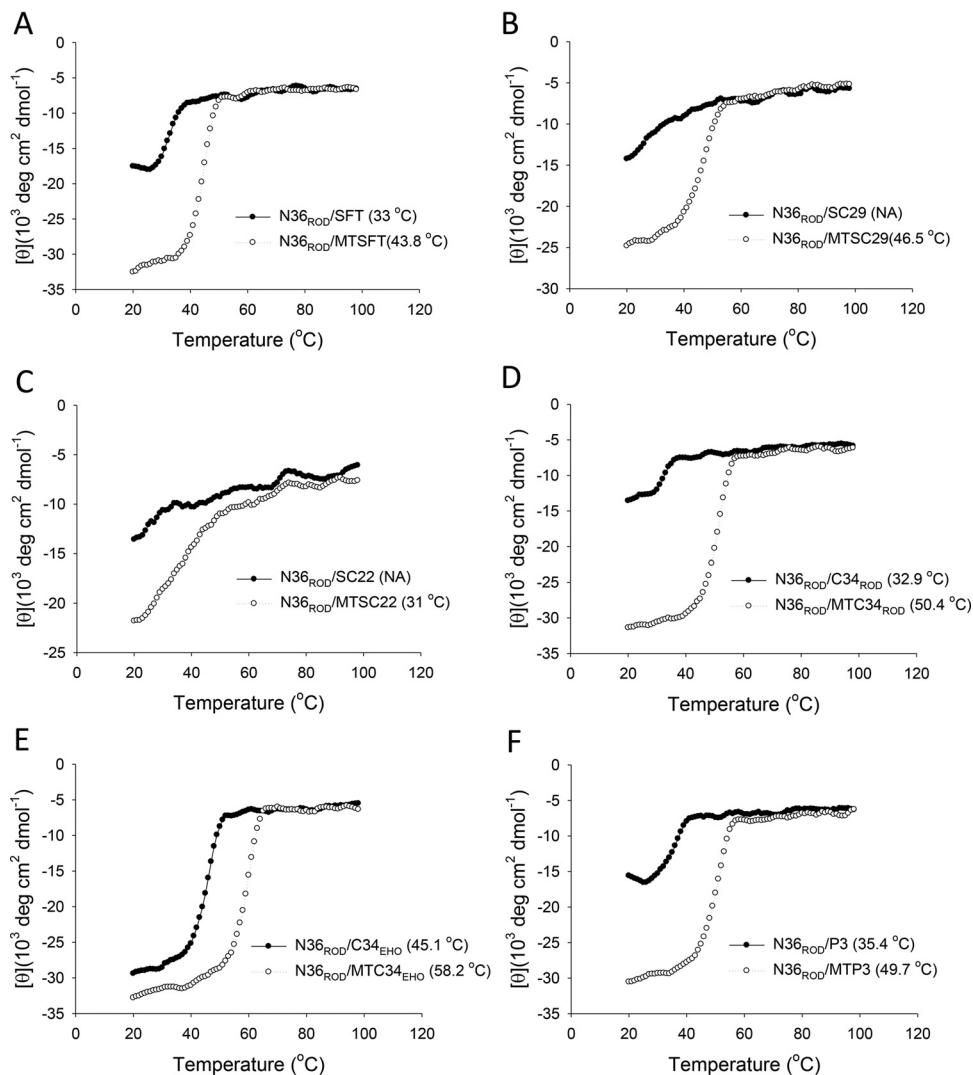 A
0
-5
-10
-15
-20
-25
-30
-35
[θ](10³ deg cm² dmol⁻¹)
N36ROD/SFT (33 °C)
N36ROD/MTSFT(43.8 °C)
0 20 40 60 80 100 120
Temperature (°C)
B
0
-5
-10
-15
-20
-25
-30
[θ](10³ deg cm² dmol⁻¹)
N36ROD/SC29 (NA)
N36ROD/MTSC29(46.5 °C)
0 20 40 60 80 100 120
Temperature (°C)
C
0
-5
-10
-15
-20
-25
[θ](10³ deg cm² dmol⁻¹)
N36ROD/SC22 (NA)
N36ROD/MTSC22 (31 °C)
0 20 40 60 80 100 120
Temperature (°C)
D
0
-5
-10
-15
-20
-25
-30
-35
[θ](10³ deg cm² dmol⁻¹)
N36ROD/C34ROD (32.9 °C)
N36ROD/MTC34ROD (50.4 °C)
0 20 40 60 80 100 120
Temperature (°C)
E
0
-5
-10
-15
-20
-25
-30
-35
[θ](10³ deg cm² dmol⁻¹)
N36ROD/C34EHO (45.1 °C)
N36ROD/MTC34EHO (58.2 °C)
0 20 40 60 80 100 120
Temperature (°C)
F
0
-5
-10
-15
-20
-25
-30
-35
[θ](10³ deg cm² dmol⁻¹)
N36ROD/P3 (35.4 °C)
N36ROD/MTP3 (49.7 °C)
0 20 40 60 80 100 120
Temperature (°C)